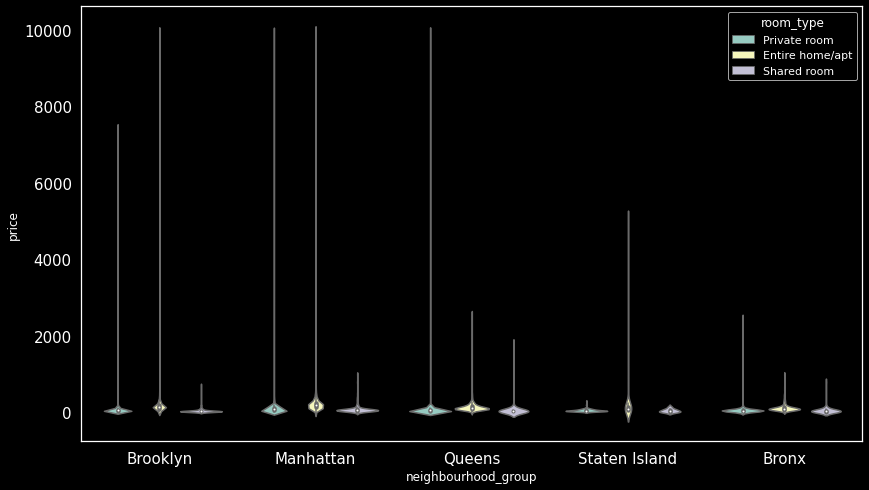 room_type
Private room
Entire home/apt
Shared room
10000
8000
6000
4000
2000
0
price
Brooklyn Manhattan Queens Staten Island Bronx
neighbourhood_group